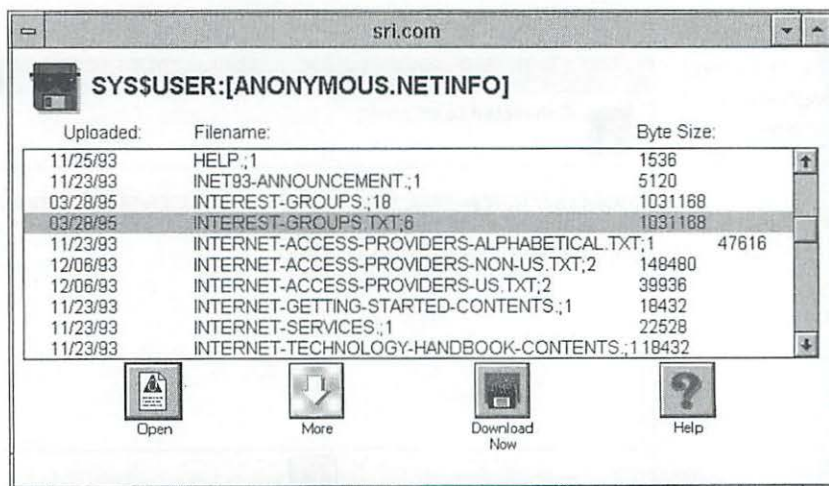 sri.com
SYS$USER:[ANONYMOUS.NETINFO]
Uploaded: Filename: Byte Size:
11/25/93 HELP.;1 1536
11/23/93 INET93-ANNOUNCEMENT.;1 5120
03/28/95 INTEREST-GROUPS.;18 1031168
03/28/95 INTEREST-GROUPS.TXT;6 1031168
11/23/93 INTERNET-ACCESS-PROVIDERS-ALPHABETICAL.TXT;1 47616
12/06/93 INTERNET-ACCESS-PROVIDERS-NON-US.TXT;2 148480
12/06/93 INTERNET-ACCESS-PROVIDERS-US.TXT;2 39936
11/23/93 INTERNET-GETTING-STARTED-CONTENTS.;1 18432
11/23/93 INTERNET-SERVICES.;1 22528
11/23/93 INTERNET-TECHNOLOGY-HANDBOOK-CONTENTS.;118432
Open More Download Now Help